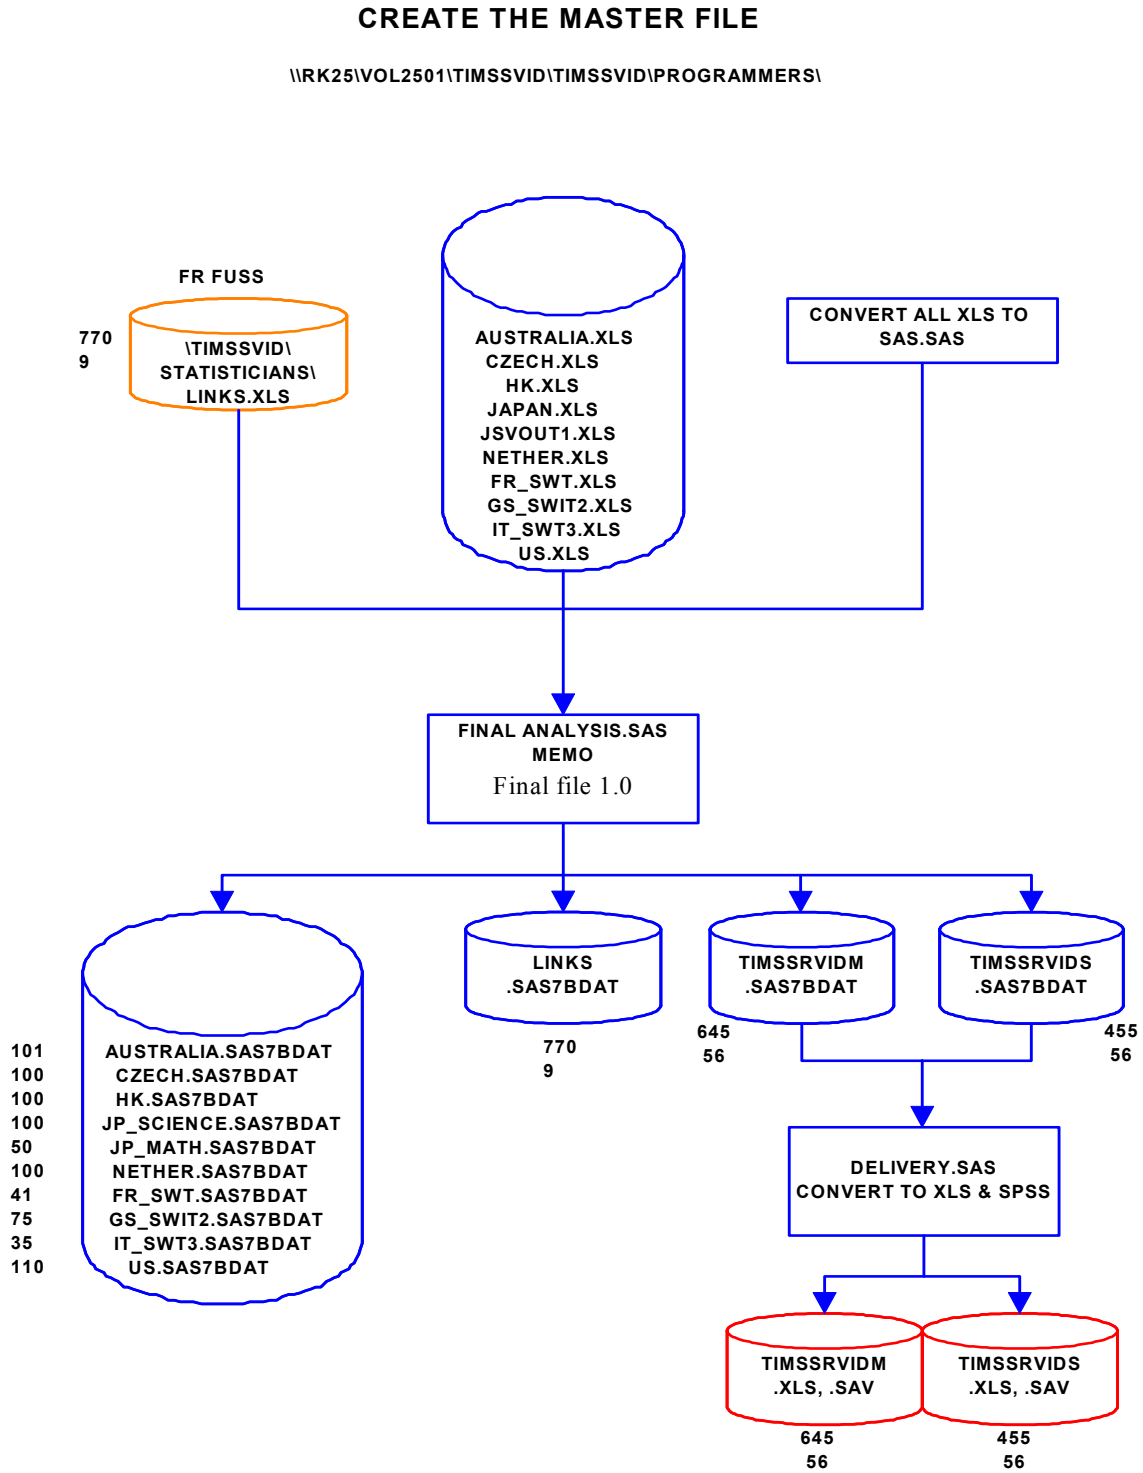 CREATE THE MASTER FILE
\\RK25\VOL2501\TIMSSVID\TIMSSVID\PROGRAMMERS\
FR FUSS
770
9
\TIMSSVID\
STATISTICIANS\
LINKS.XLS
AUSTRALIA.XLS
CZECH.XLS
HK.XLS
JAPAN.XLS
JSVOUT1.XLS
NETHER.XLS
FR_SWT.XLS
GS_SWIT2.XLS
IT_SWT3.XLS
US.XLS
CONVERT ALL XLS TO
SAS.SAS
FINAL ANALYSIS.SAS
MEMO
Final file 1.0
101 AUSTRALIA.SAS7BDAT
100 CZECH.SAS7BDAT
100 HK.SAS7BDAT
100 JP_SCIENCE.SAS7BDAT
50 JP_MATH.SAS7BDAT
100 NETHER.SAS7BDAT
41 FR_SWT.SAS7BDAT
75 GS_SWIT2.SAS7BDAT
35 IT_SWT3.SAS7BDAT
110 US.SAS7BDAT
LINKS
.SAS7BDAT
770
9
TIMSSRVIDM
.SAS7BDAT
645
56
TIMSSRVIDS
.SAS7BDAT
455
56
DELIVERY.SAS
CONVERT TO XLS & SPSS
TIMSSRVIDM
.XLS, .SAV
645
56
TIMSSRVIDS
.XLS, .SAV
455
56